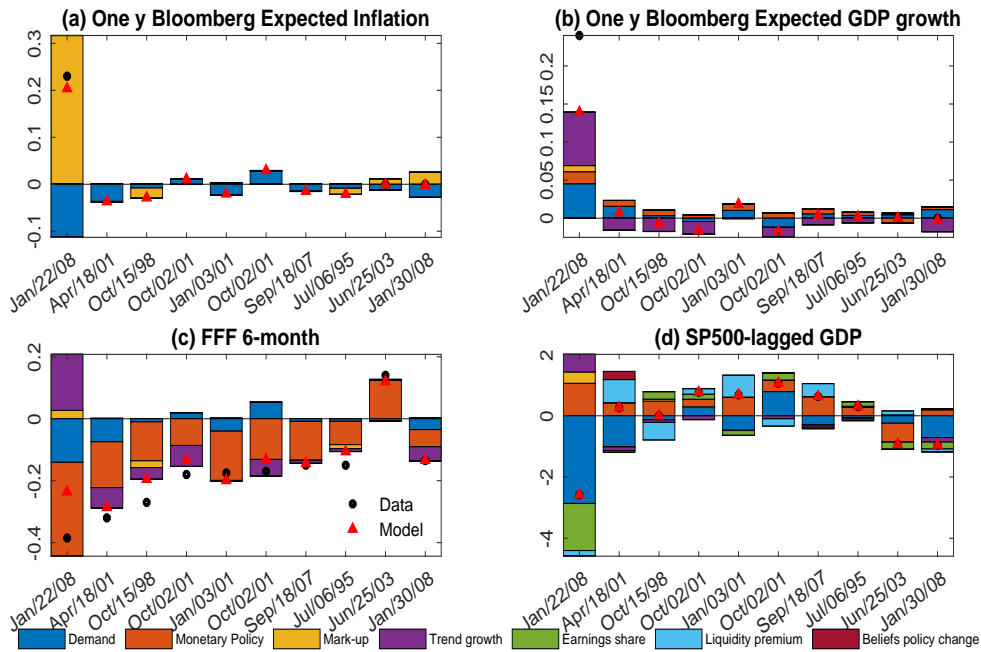 (a) One y Bloomberg Expected Inflation
0.3
0.2
0.1
0
-0.1
Jan/22/08
Apr/18/01
Oct/15/98
Oct/02/01
Jan/03/01
Oct/02/01
Sep/18/07
Jul/06/95
Jun/25/03
Jan/30/08
(b) One y Bloomberg Expected GDP growth
0.2
0.15
0.1
0.05
0
Jan/22/08
Apr/18/01
Oct/15/98
Oct/02/01
Jan/03/01
Oct/02/01
Sep/18/07
Jul/06/95
Jun/25/03
Jan/30/08
(c) FFF 6-month
0.2
0
-0.2
-0.4
Data
Model
Jan/22/08
Apr/18/01
Oct/15/98
Oct/02/01
Jan/03/01
Oct/02/01
Sep/18/07
Jul/06/95
Jun/25/03
Jan/30/08
(d) SP500-lagged GDP
2
0
-2
-4
Jan/22/08
Apr/18/01
Oct/15/98
Oct/02/01
Jan/03/01
Oct/02/01
Sep/18/07
Jul/06/95
Jun/25/03
Jan/30/08
Demand Monetary Policy Mark-up Trend growth Earnings share Liquidity premium Beliefs policy change